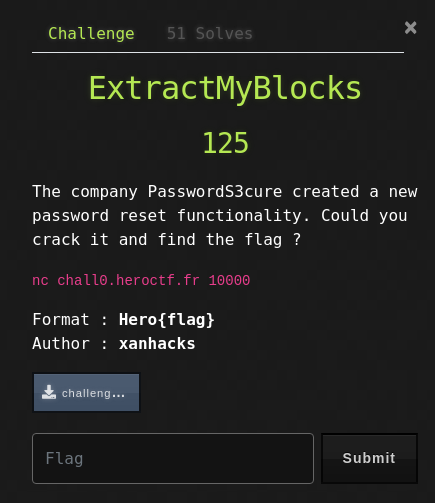 Challenge 51 Solves ×
ExtractMyBlocks
125
The company PasswordS3cure created a new
password reset functionality. Could you
crack it and find the flag ?
nc chall0.heroctf.fr 10000
Format : Hero{flag}
Author : xanhacks
challeng...
Flag Submit